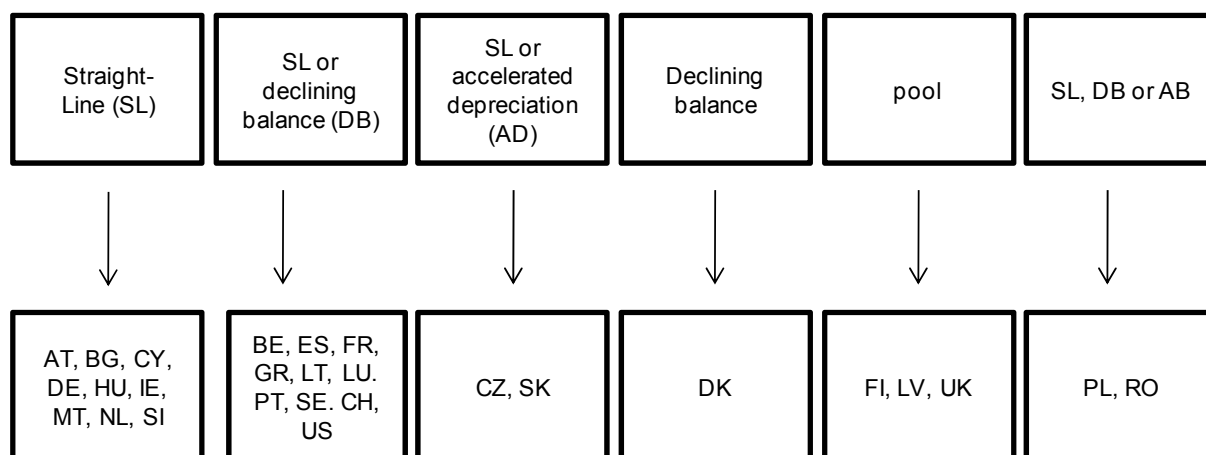 Straight-
Line (SL)
SL or
declining
balance (DB)
SL or
accelerated
depreciation
(AD)
Declining
balance
pool
SL, DB or AB
AT, BG, CY,
DE, HU, IE,
MT, NL, SI
BE, ES, FR,
GR, LT, LU.
PT, SE. CH,
US
CZ, SK
DK
FI, LV, UK
PL, RO